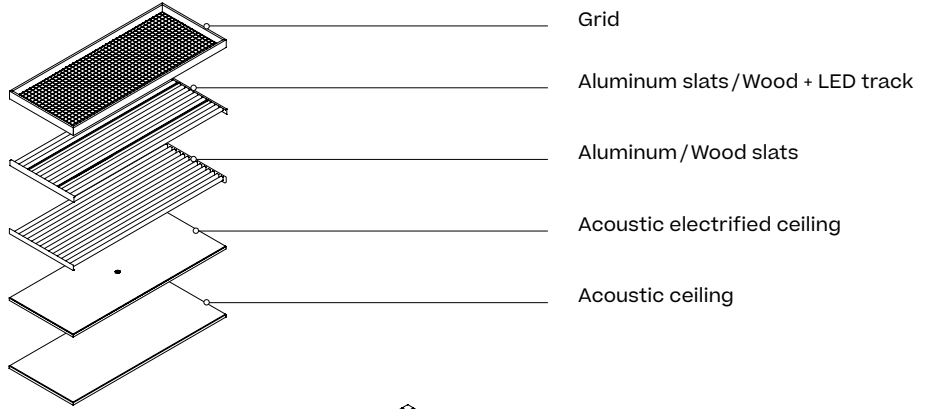 Grid
Aluminum slats/Wood + LED track
Aluminum/Wood slats
Acoustic electrified ceiling
Acoustic ceiling